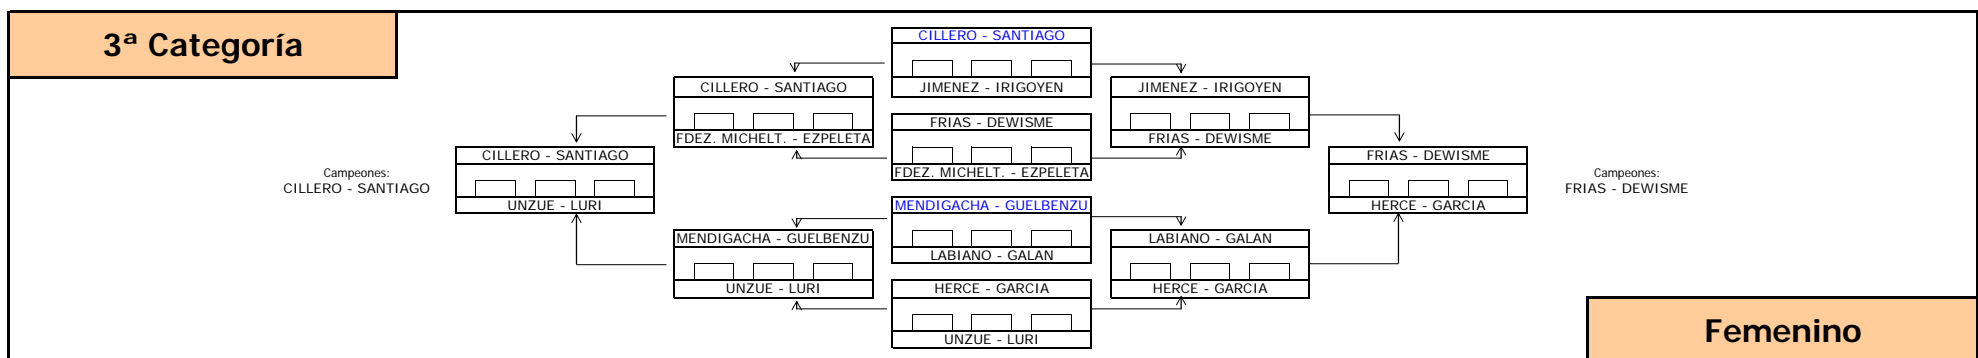 3ª Categoría
CILLERO - SANTIAGO
JIMENEZ - IRIGOYEN
CILLERO - SANTIAGO
FDEZ. MICHELT. - EZPELETA
JIMENEZ - IRIGOYEN
FRIAS - DEWISME
FRIAS - DEWISME
FDEZ. MICHELT. - EZPELETA
CILLERO - SANTIAGO
UNZUE - LURI
Campeones:
CILLERO - SANTIAGO
FRIAS - DEWISME
HERCE - GARCIA
Campeones:
FRIAS - DEWISME
MENDIGACHA - GUELBENZU
LABIANO - GALAN
MENDIGACHA - GUELBENZU
UNZUE - LURI
LABIANO - GALAN
HERCE - GARCIA
HERCE - GARCIA
UNZUE - LURI
Femenino